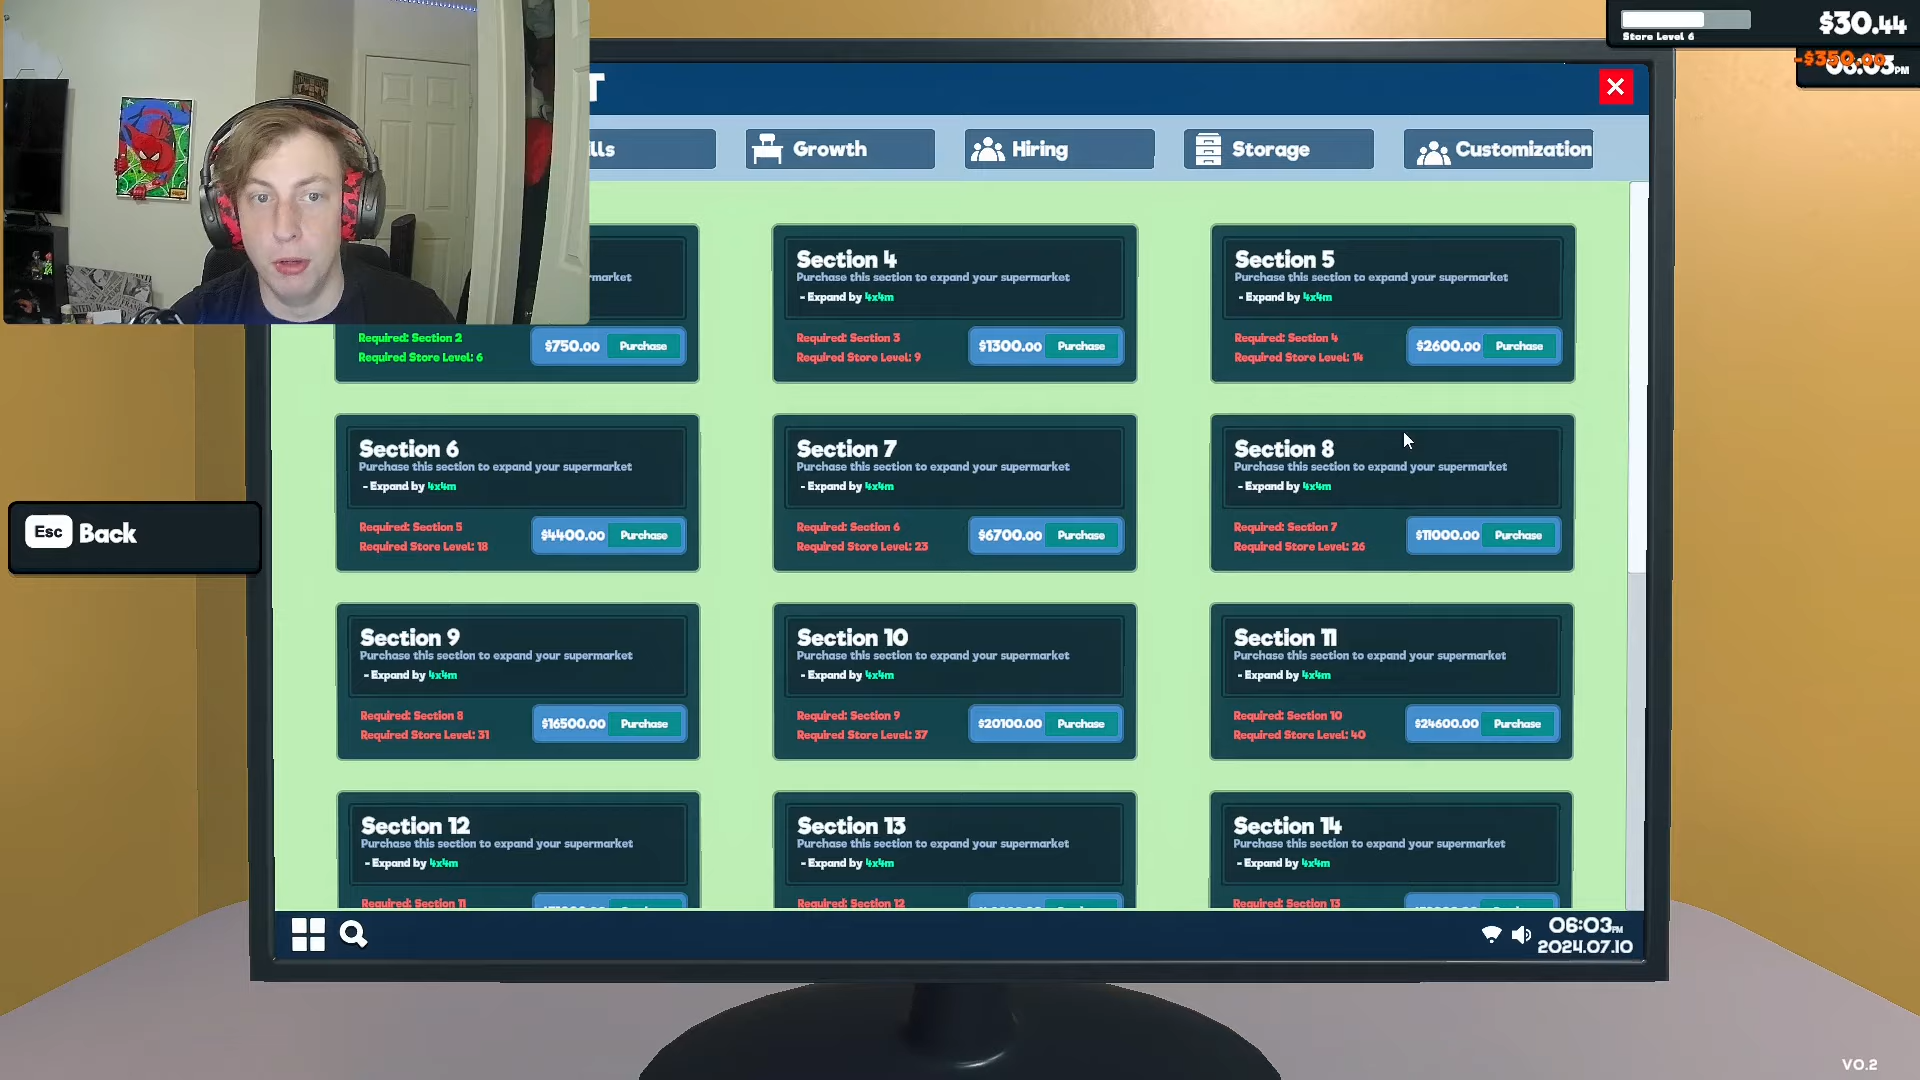 $30.44
Store Level 6
-$350.00
06:03PM
T
lls
Growth
Hiring
Storage
Customization
market
Required: Section 2
Required Store Level: 6
$750.00
Purchase
Section 4
Purchase this section to expand your supermarket
- Expand by 4x4m
Required: Section 3
Required Store Level: 9
$1300.00
Purchase
Section 5
Purchase this section to expand your supermarket
- Expand by 4x4m
Required: Section 4
Required Store Level: 14
$2600.00
Purchase
Section 6
Purchase this section to expand your supermarket
- Expand by 4x4m
Required: Section 5
Required Store Level: 18
$4400.00
Purchase
Section 7
Purchase this section to expand your supermarket
- Expand by 4x4m
Required: Section 6
Required Store Level: 23
$6700.00
Purchase
Section 8
Purchase this section to expand your supermarket
- Expand by 4x4m
Required: Section 7
Required Store Level: 26
$11000.00
Purchase
Esc Back
Section 9
Purchase this section to expand your supermarket
- Expand by 4x4m
Required: Section 8
Required Store Level: 31
$16500.00
Purchase
Section 10
Purchase this section to expand your supermarket
- Expand by 4x4m
Required: Section 9
Required Store Level: 37
$20100.00
Purchase
Section 11
Purchase this section to expand your supermarket
- Expand by 4x4m
Required: Section 10
Required Store Level: 40
$24600.00
Purchase
Section 12
Purchase this section to expand your supermarket
- Expand by 4x4m
Required: Section 11
Section 13
Purchase this section to expand your supermarket
- Expand by 4x4m
Required: Section 12
Section 14
Purchase this section to expand your supermarket
- Expand by 4x4m
Required: Section 13
06:03PM
2024.07.10
V0.2